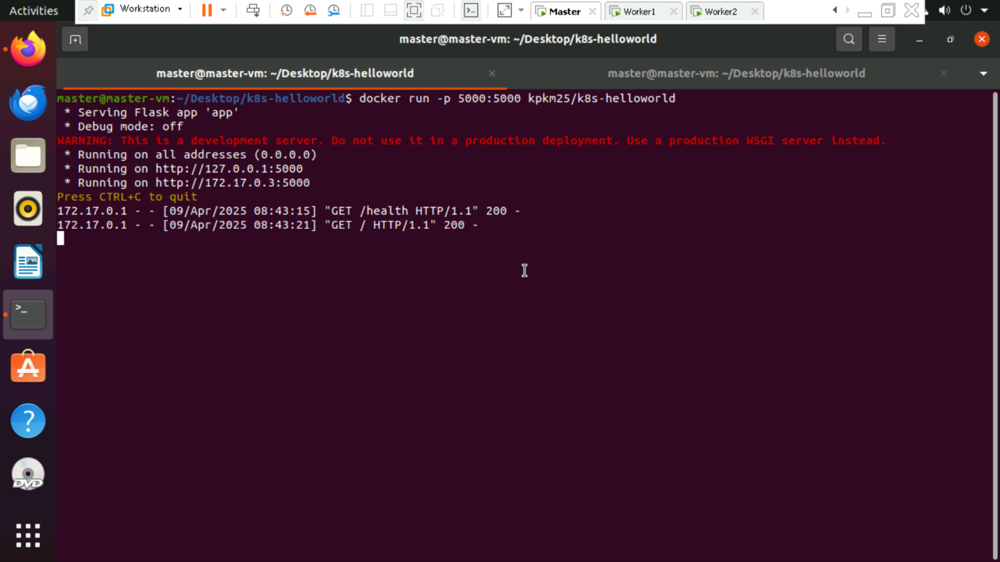 Activities
Workstation
Master
Worker1
Worker2
master@master-vm: ~/Desktop/k8s-helloworld
master@master-vm: ~/Desktop/k8s-helloworld
master@master-vm: ~/Desktop/k8s-helloworld
master@master-vm:~/Desktop/k8s-helloworld$ docker run -p 5000:5000 kpkm25/k8s-helloworld
 * Serving Flask app 'app'
 * Debug mode: off
WARNING: This is a development server. Do not use it in a production deployment. Use a production WSGI server instead.
 * Running on all addresses (0.0.0.0)
 * Running on http://127.0.0.1:5000
 * Running on http://172.17.0.3:5000
Press CTRL+C to quit
172.17.0.1 - - [09/Apr/2025 08:43:15] "GET /health HTTP/1.1" 200 -
172.17.0.1 - - [09/Apr/2025 08:43:21] "GET / HTTP/1.1" 200 -
>_
A
?
DVD